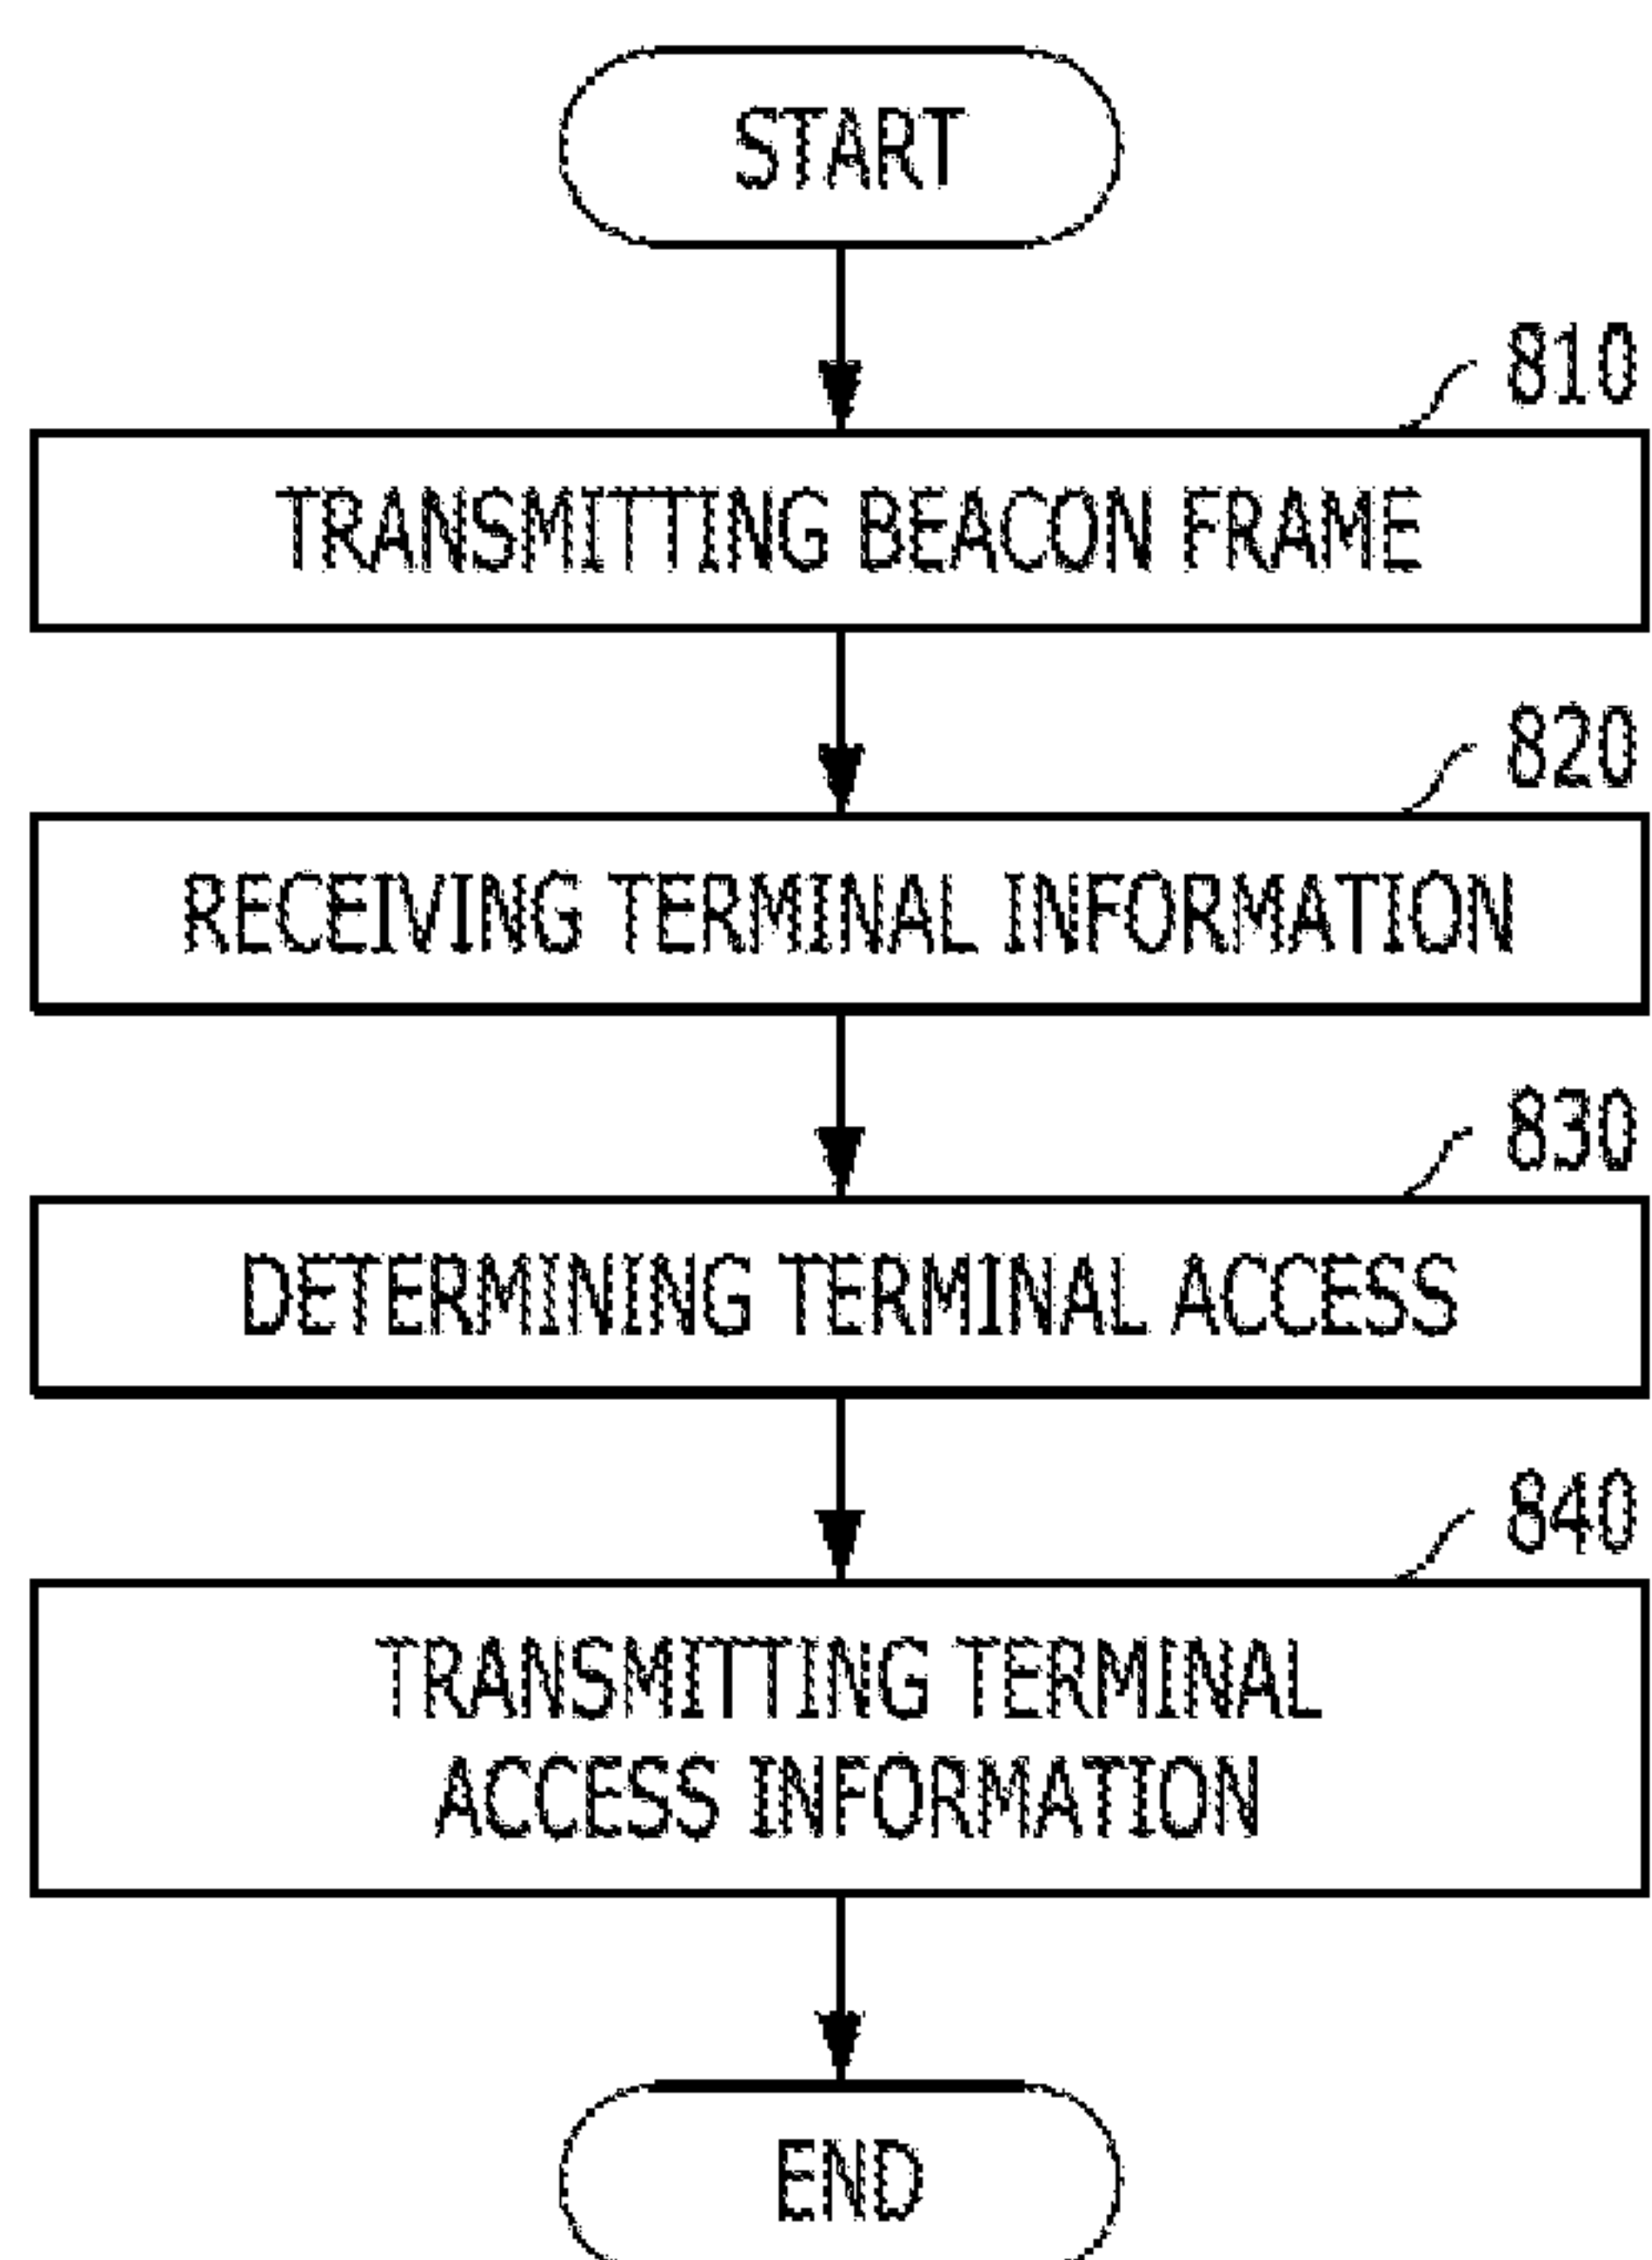 START
810
TRANSMITTING BEACON FRAME
820
RECEIVING TERMINAL INFORMATION
830
DETERMINING TERMINAL ACCESS
840
TRANSMITTING TERMINAL
ACCESS INFORMATION
END